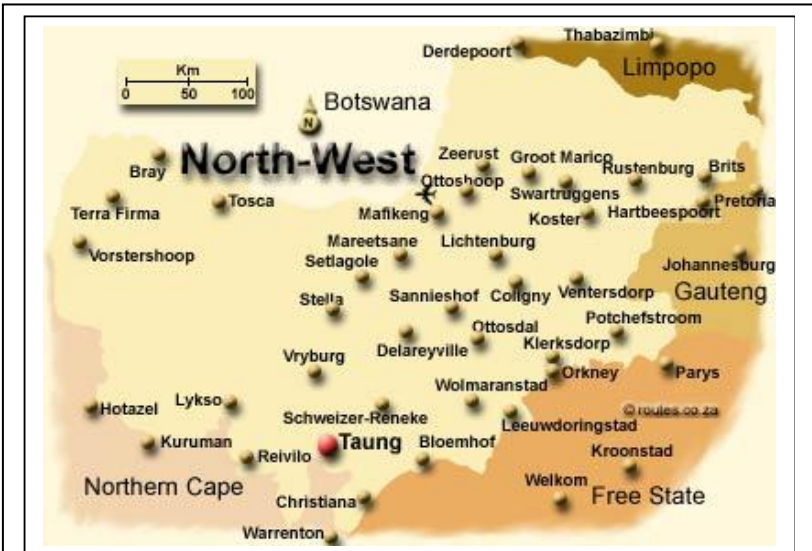 Thabazimbi
Derdepoort
Limpopo
Km
0 50 100
Botswana
N
North-West
Bray
Zeerust
Groot Marico
Rustenburg
Brits
Ottoshoop
Swartruggens
Terra Firma
Tosca
Mafikeng
Koster
Hartbeespoort
Pretoria
Vorstershoop
Mareetsane
Lichtenburg
Setlagole
Johannesburg
Stella
Sannieshof
Coligny
Ventersdorp
Gauteng
Potchefstroom
Ottosdal
Delareyville
Klerksdorp
Vryburg
Orkney
Parys
Wolmaranstad
Hotazel
Lykso
Schweizer-Reneke
© routes.co.za
Leeuwdoringstad
Kuruman
Taung
Bloemhof
Reivilo
Kroonstad
Northern Cape
Welkom
Free State
Christiana
Warrenton